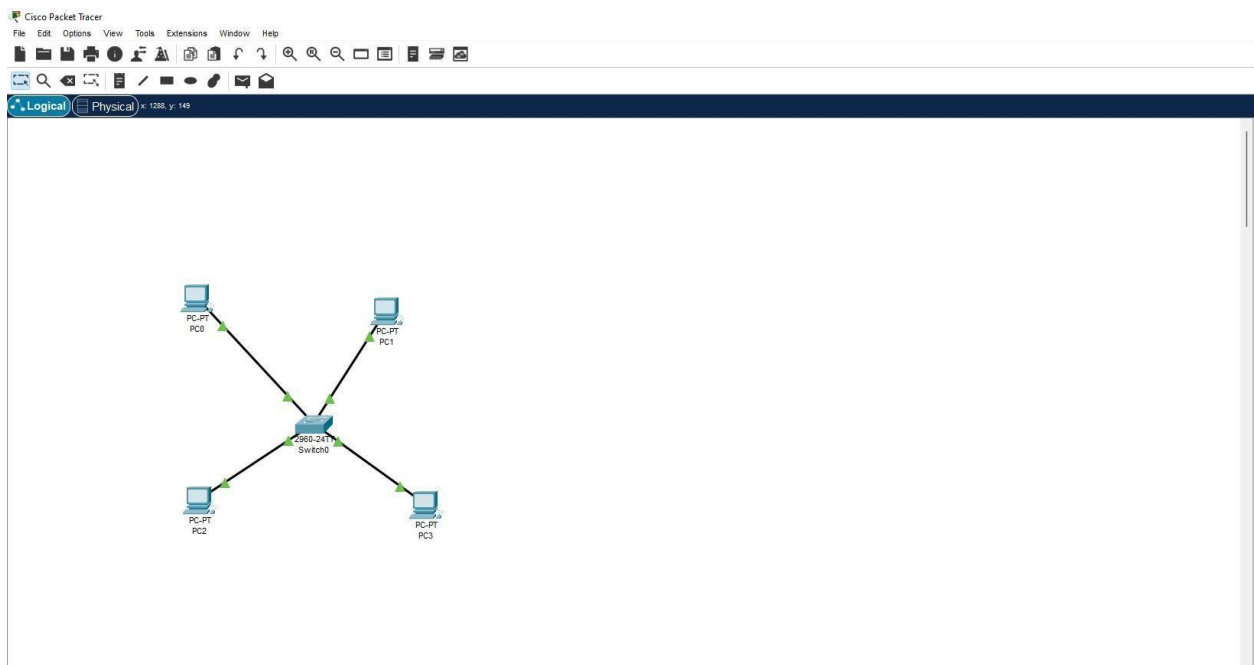 Cisco Packet Tracer
File Edit Options View Tools Extensions Window Help
Logical Physical x: 1288, y: 149
PC-PT
PC0
PC-PT
PC1
2960-24TT
Switch0
PC-PT
PC2
PC-PT
PC3